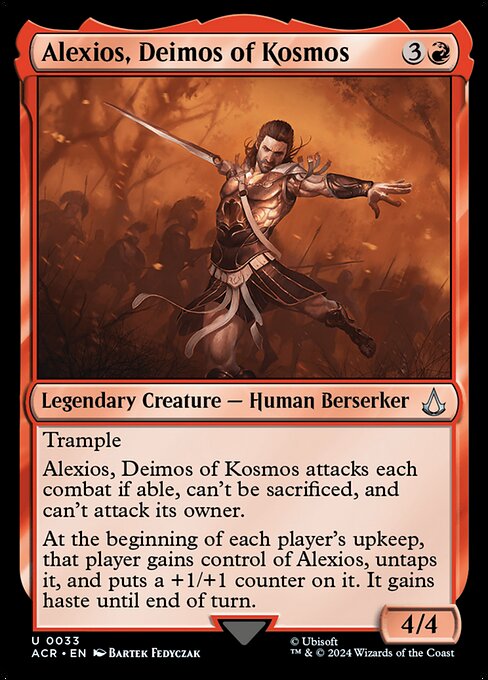 Alexios, Deimos of Kosmos 3
Legendary Creature — Human Berserker
Trample
Alexios, Deimos of Kosmos attacks each
combat if able, can't be sacrificed, and
can't attack its owner.
At the beginning of each player's upkeep,
that player gains control of Alexios, untaps
it, and puts a +1/+1 counter on it. It gains
haste until end of turn.
4/4
U 0033
ACR • EN Bartek Fedyczak
© Ubisoft
™ & © 2024 Wizards of the Coast